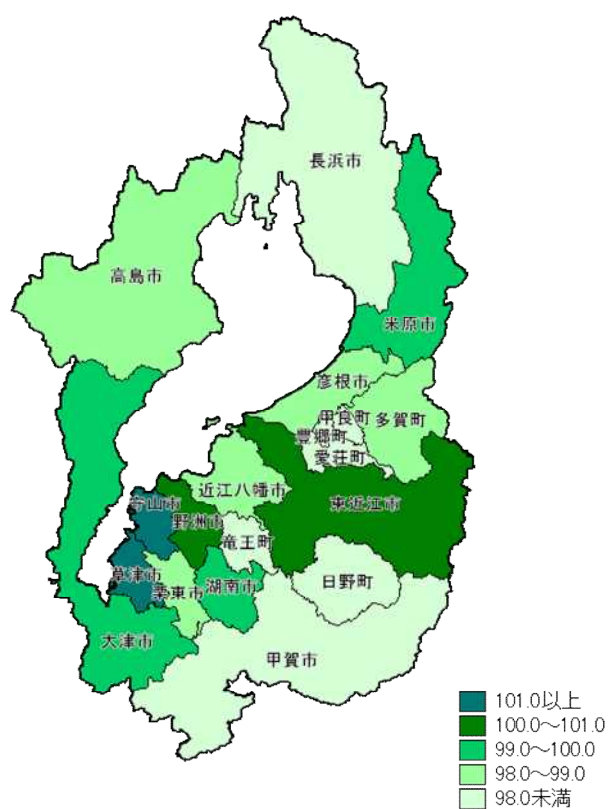 長浜市
高島市
米原市
彦根市
甲良町
多賀町
豊郷町
愛荘町
近江八幡市
東近江市
守山市
野洲市
竜王町
草津市
栗東市
湖南市
日野町
大津市
甲賀市
101.0以上
100.0～101.0
99.0～100.0
98.0～99.0
98.0未満